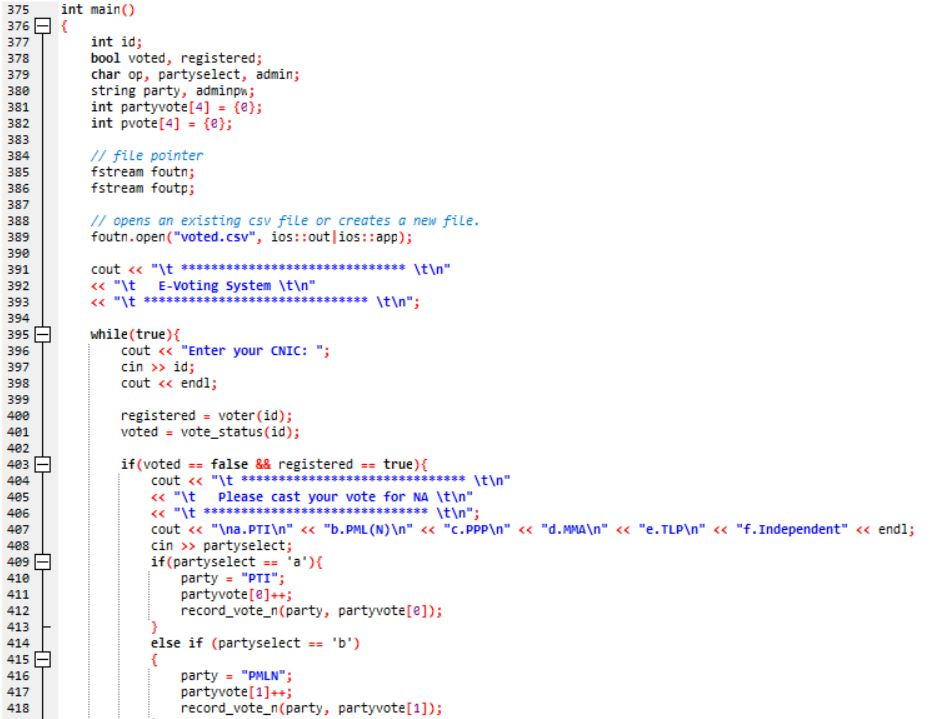 375 int main()
376 {
377 int id;
378 bool voted, registered;
379 char op, partyselect, admin;
380 string party, adminpw;
381 int partyvote[4] = {0};
382 int pvote[4] = {0};
383
384 // file pointer
385 fstream foutn;
386 fstream foutp;
387
388 // opens an existing csv file or creates a new file.
389 foutn.open("voted.csv", ios::out|ios::app);
390
391 cout << "\t ****************************** \t\n"
392 << "\t   E-Voting System \t\n"
393 << "\t ****************************** \t\n";
394
395 while(true){
396 cout << "Enter your CNIC: ";
397 cin >> id;
398 cout << endl;
399
400 registered = voter(id);
401 voted = vote_status(id);
402
403 if(voted == false && registered == true){
404 cout << "\t ****************************** \t\n"
405 << "\t   Please cast your vote for NA \t\n"
406 << "\t ****************************** \t\n";
407 cout << "\na.PTI\n" << "b.PML(N)\n" << "c.PPP\n" << "d.MMA\n" << "e.TLP\n" << "f.Independent" << endl;
408 cin >> partyselect;
409 if(partyselect == 'a'){
410 party = "PTI";
411 partyvote[0]++;
412 record_vote_n(party, partyvote[0]);
413 }
414 else if (partyselect == 'b')
415 {
416 party = "PMLN";
417 partyvote[1]++;
418 record_vote_n(party, partyvote[1]);